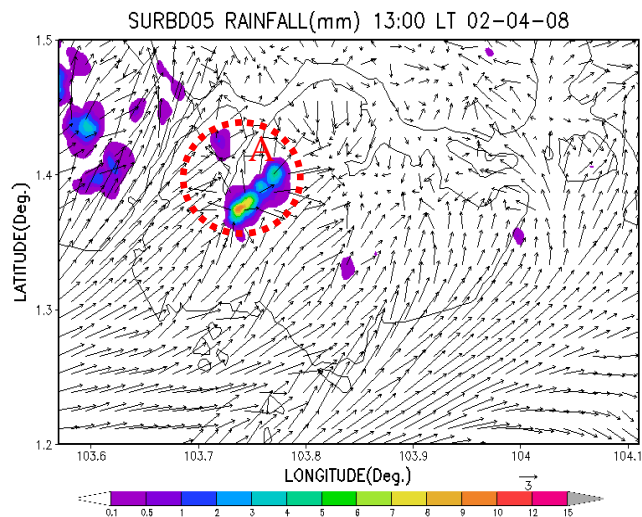 SURBD05 RAINFALL(mm) 13:00 LT 02-04-08
1.5
1.4
1.3
1.2
LATITUDE(Deg.)
A
103.6 103.7 103.8 103.9 104 104.1
LONGITUDE(Deg.)
3
0.1 0.5 1 2 3 4 5 6 7 8 9 10 12 15